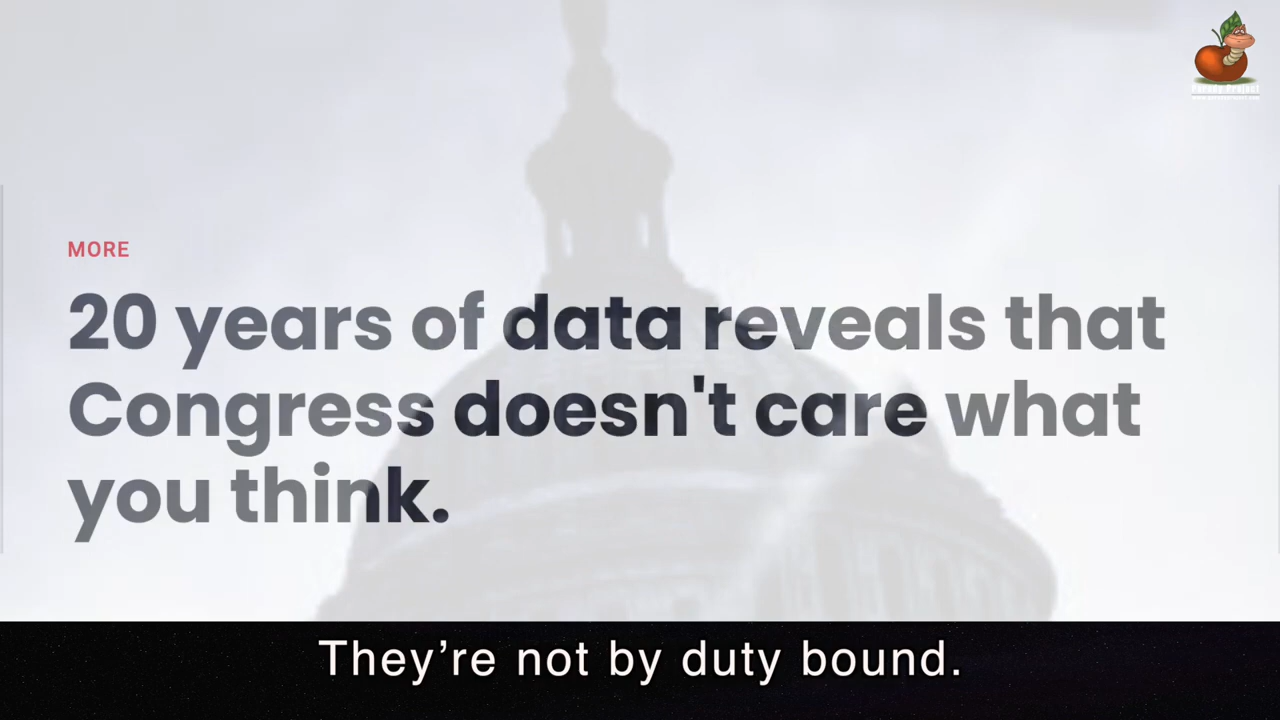 MORE
20 years of data reveals that
Congress doesn't care what
you think.
They’re not by duty bound.